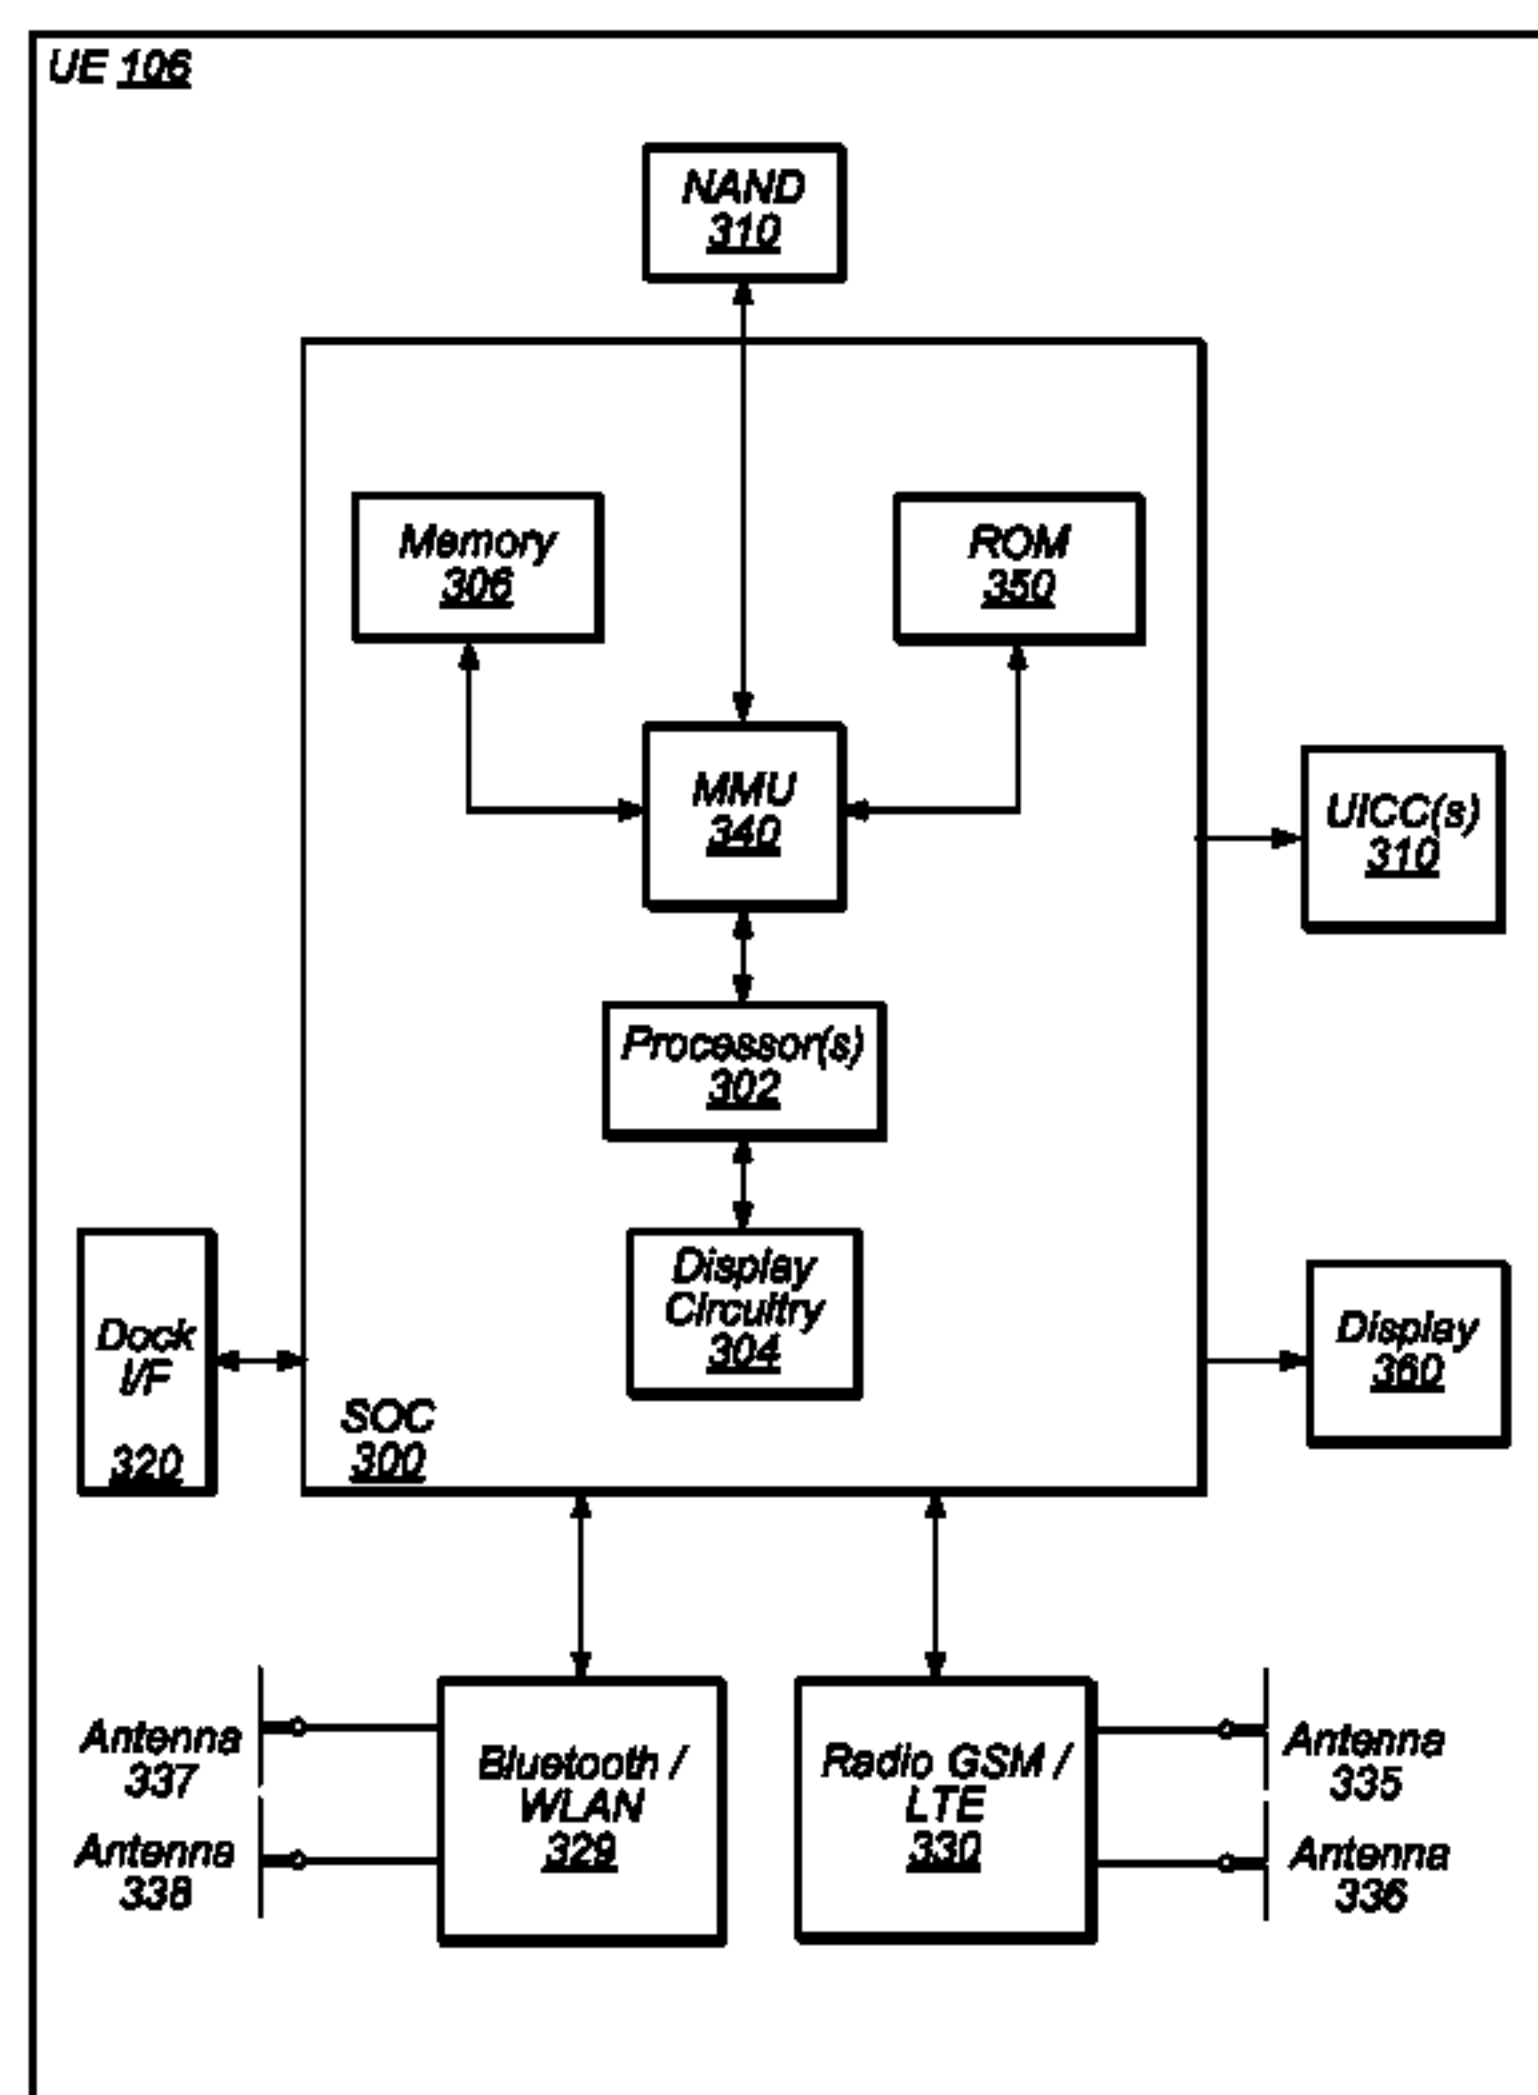 UE 106
NAND
310
Memory
306
ROM
350
MMU
340
UICC(s)
310
Processor(s)
302
Display
Circuitry
304
Dock
I/F
320
Display
360
SOC
300
Antenna
337
Antenna
338
Bluetooth /
WLAN
329
Radio GSM /
LTE
330
Antenna
335
Antenna
336